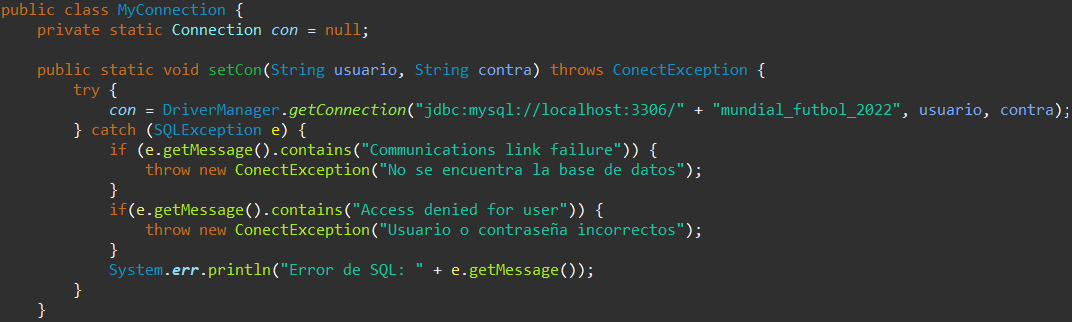 public class MyConnection {
    private static Connection con = null;

    public static void setCon(String usuario, String contra) throws ConectException {
        try {
            con = DriverManager.getConnection("jdbc:mysql://localhost:3306/" + "mundial_futbol_2022", usuario, contra);
        } catch (SQLException e) {
            if (e.getMessage().contains("Communications link failure")) {
                throw new ConectException("No se encuentra la base de datos");
            }
            if(e.getMessage().contains("Access denied for user")) {
                throw new ConectException("Usuario o contraseña incorrectos");
            }
            System.err.println("Error de SQL: " + e.getMessage());
        }
    }